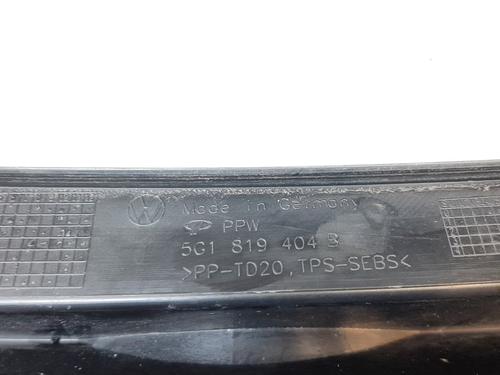 Made in Germany
PPW
5G1 819 404 B
>PP-TD20,TPS-SEBS<